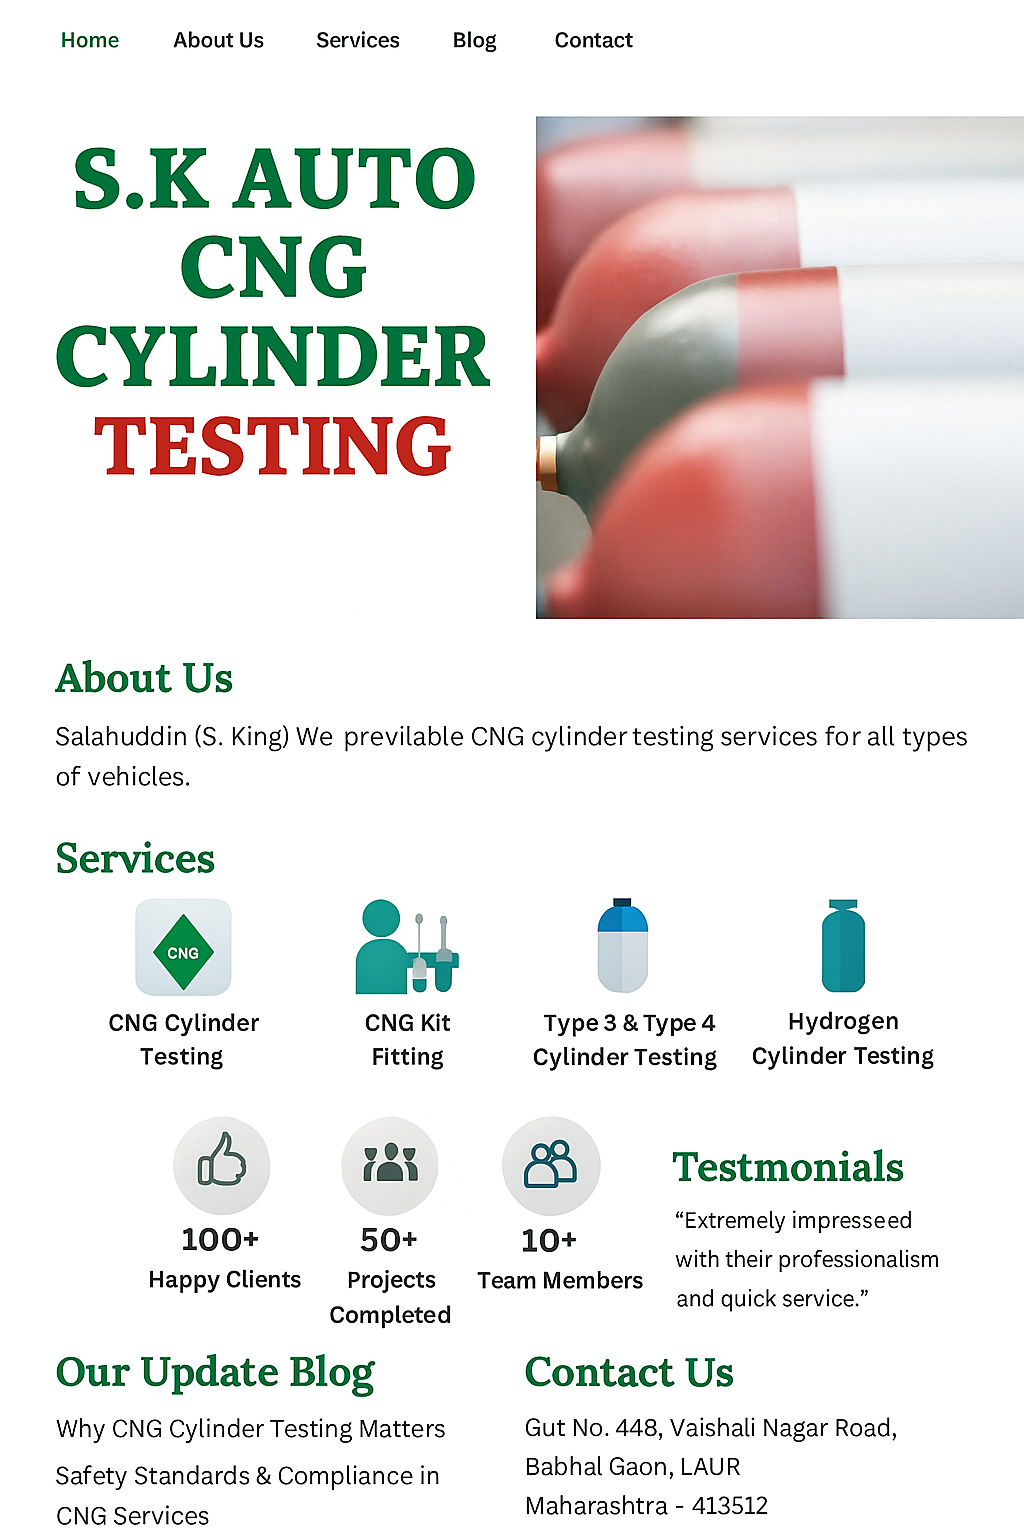 Home About Us Services Blog Contact
S.K AUTO
CNG
CYLINDER
TESTING
About Us
Salahuddin (S. King) We previlable CNG cylinder testing services for all types
of vehicles.
Services
CNG
CNG Cylinder
Testing
CNG Kit
Fitting
Type 3 & Type 4
Cylinder Testing
Hydrogen
Cylinder Testing
100+
Happy Clients
50+
Projects
Completed
10+
Team Members
Testmonials
“Extremely impresseed
with their professionalism
and quick service.”
Our Update Blog
Why CNG Cylinder Testing Matters
Safety Standards & Compliance in
CNG Services
Contact Us
Gut No. 448, Vaishali Nagar Road,
Babhal Gaon, LAUR
Maharashtra - 413512